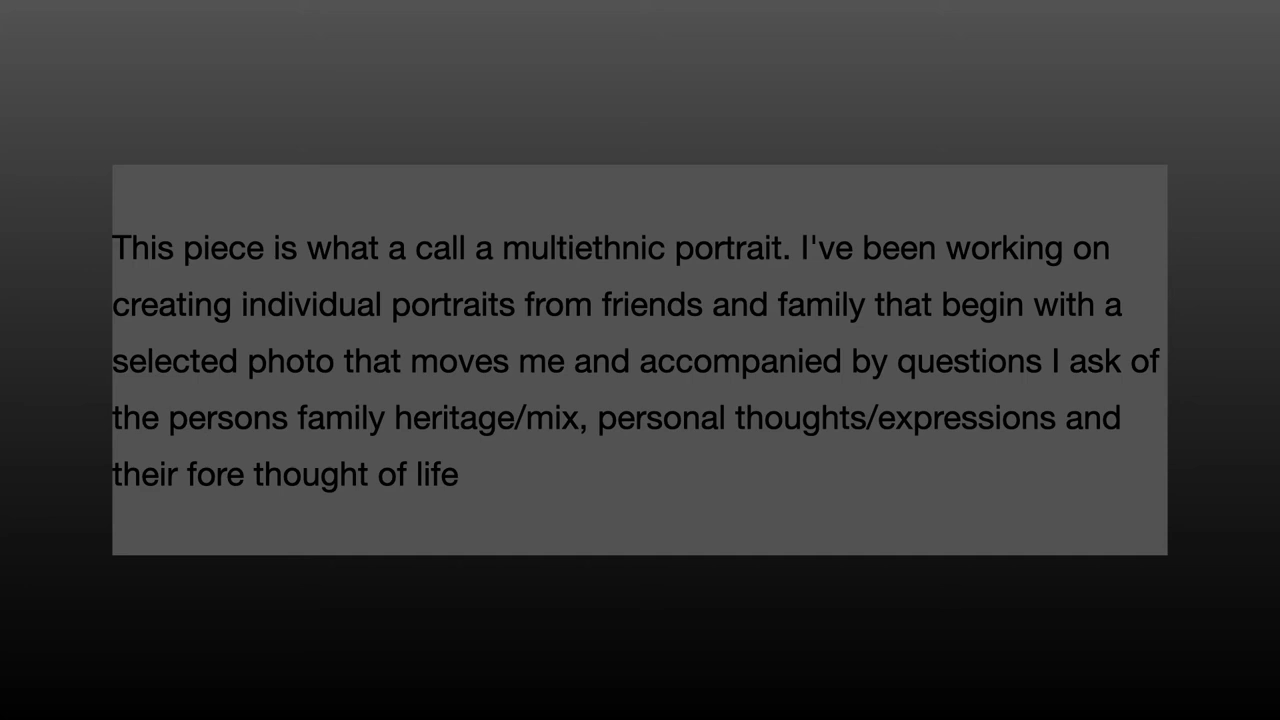 This piece is what a call a multiethnic portrait. I've been working on
creating individual portraits from friends and family that begin with a
selected photo that moves me and accompanied by questions I ask of
the persons family heritage/mix, personal thoughts/expressions and
their fore thought of life